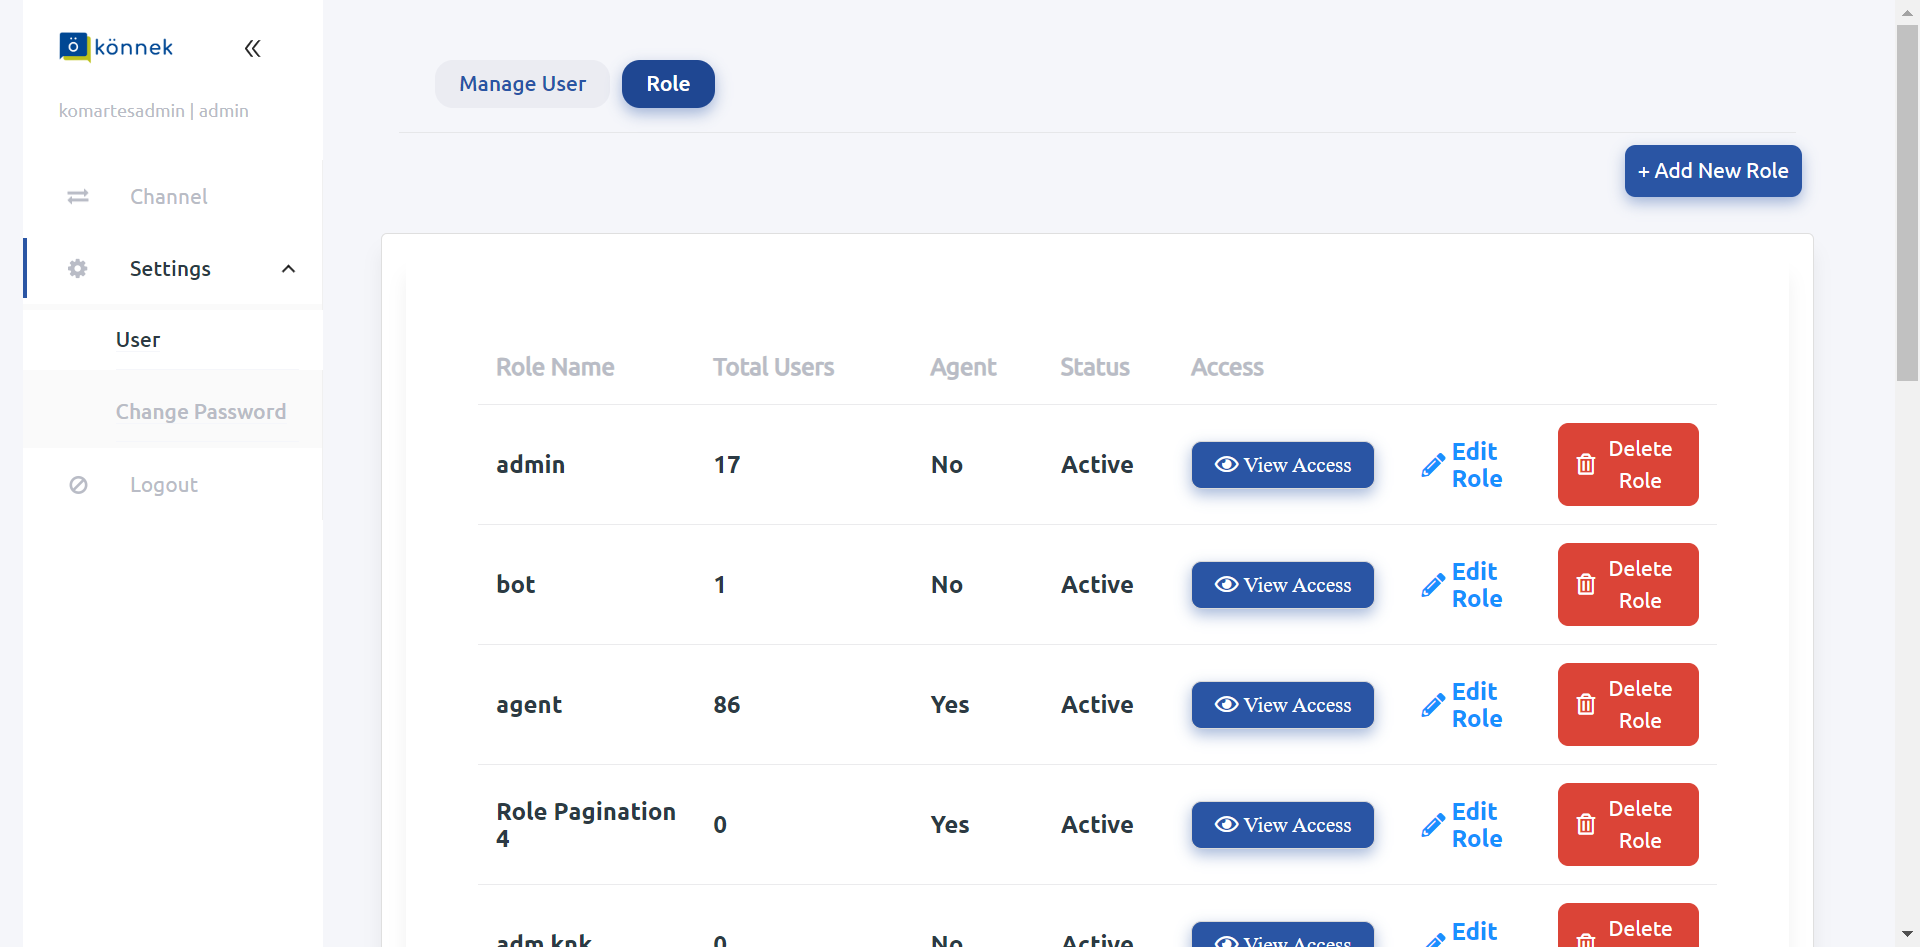 ö könnek
komartesadmin | admin
Channel
Settings
User
Change Password
Logout
Manage User
Role
+ Add New Role
Role Name Total Users Agent Status Access
admin 17 No Active View Access Edit Role Delete Role
bot 1 No Active View Access Edit Role Delete Role
agent 86 Yes Active View Access Edit Role Delete Role
Role Pagination 4 0 Yes Active View Access Edit Role Delete Role
adm knk 0 No Active View Access Edit Delete